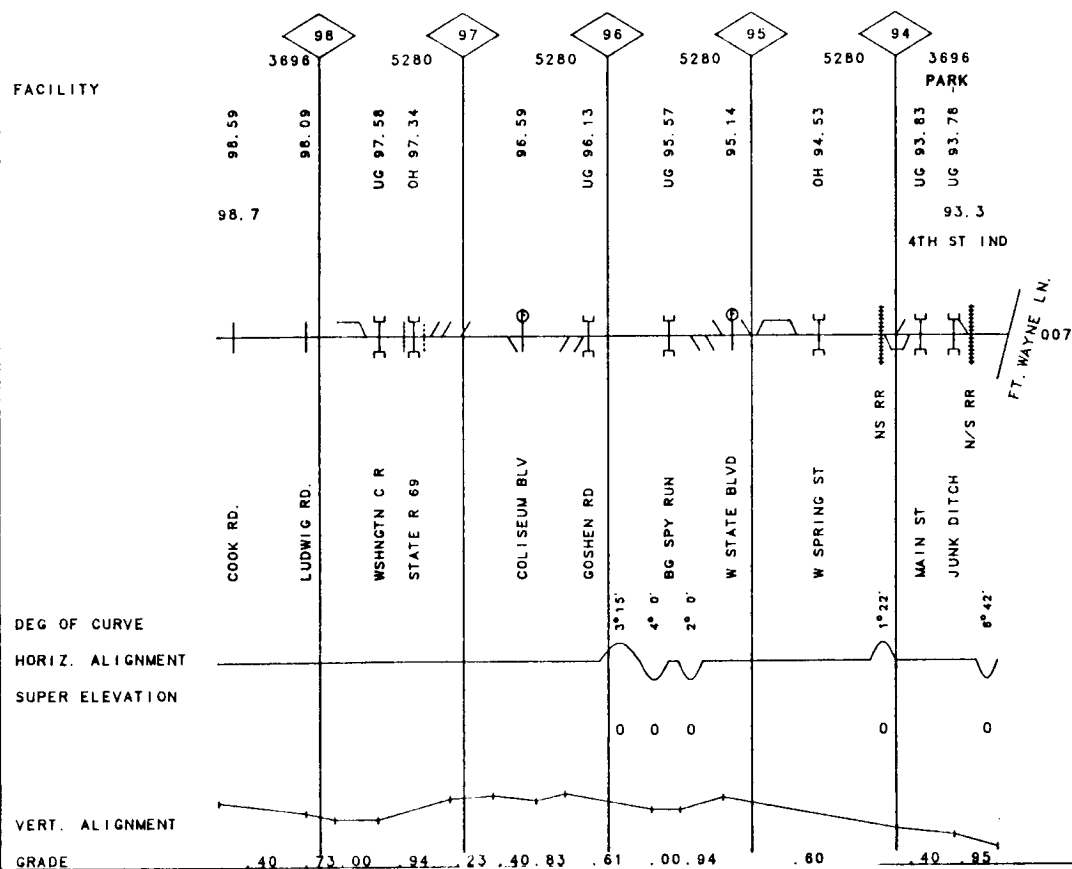 98 97 96 95 94
3696 5280 5280 5280 5280 3696
FACILITY
PARK
98.59
98.09
UG 97.58
OH 97.34
96.59
UG 96.13
UG 95.57
95.14
OH 94.53
UG 93.83
UG 93.78
98.7
93.3
4TH ST IND
FT. WAYNE LN.
007
COOK RD.
LUDWIG RD.
WSHNGTN C R
STATE R 69
COLISEUM BLV
GOSHEN RD
BG SPY RUN
W STATE BLVD
W SPRING ST
NS RR
MAIN ST
JUNK DITCH
N/S RR
DEG OF CURVE
3°15' 4° 0' 2° 0' 1°22' 6°42'
HORIZ. ALIGNMENT
SUPER ELEVATION
0 0 0 0 0
VERT. ALIGNMENT
GRADE .40 .73 .00 .94 .23 .40 .83 .61 .00 .94 .60 .40 .95